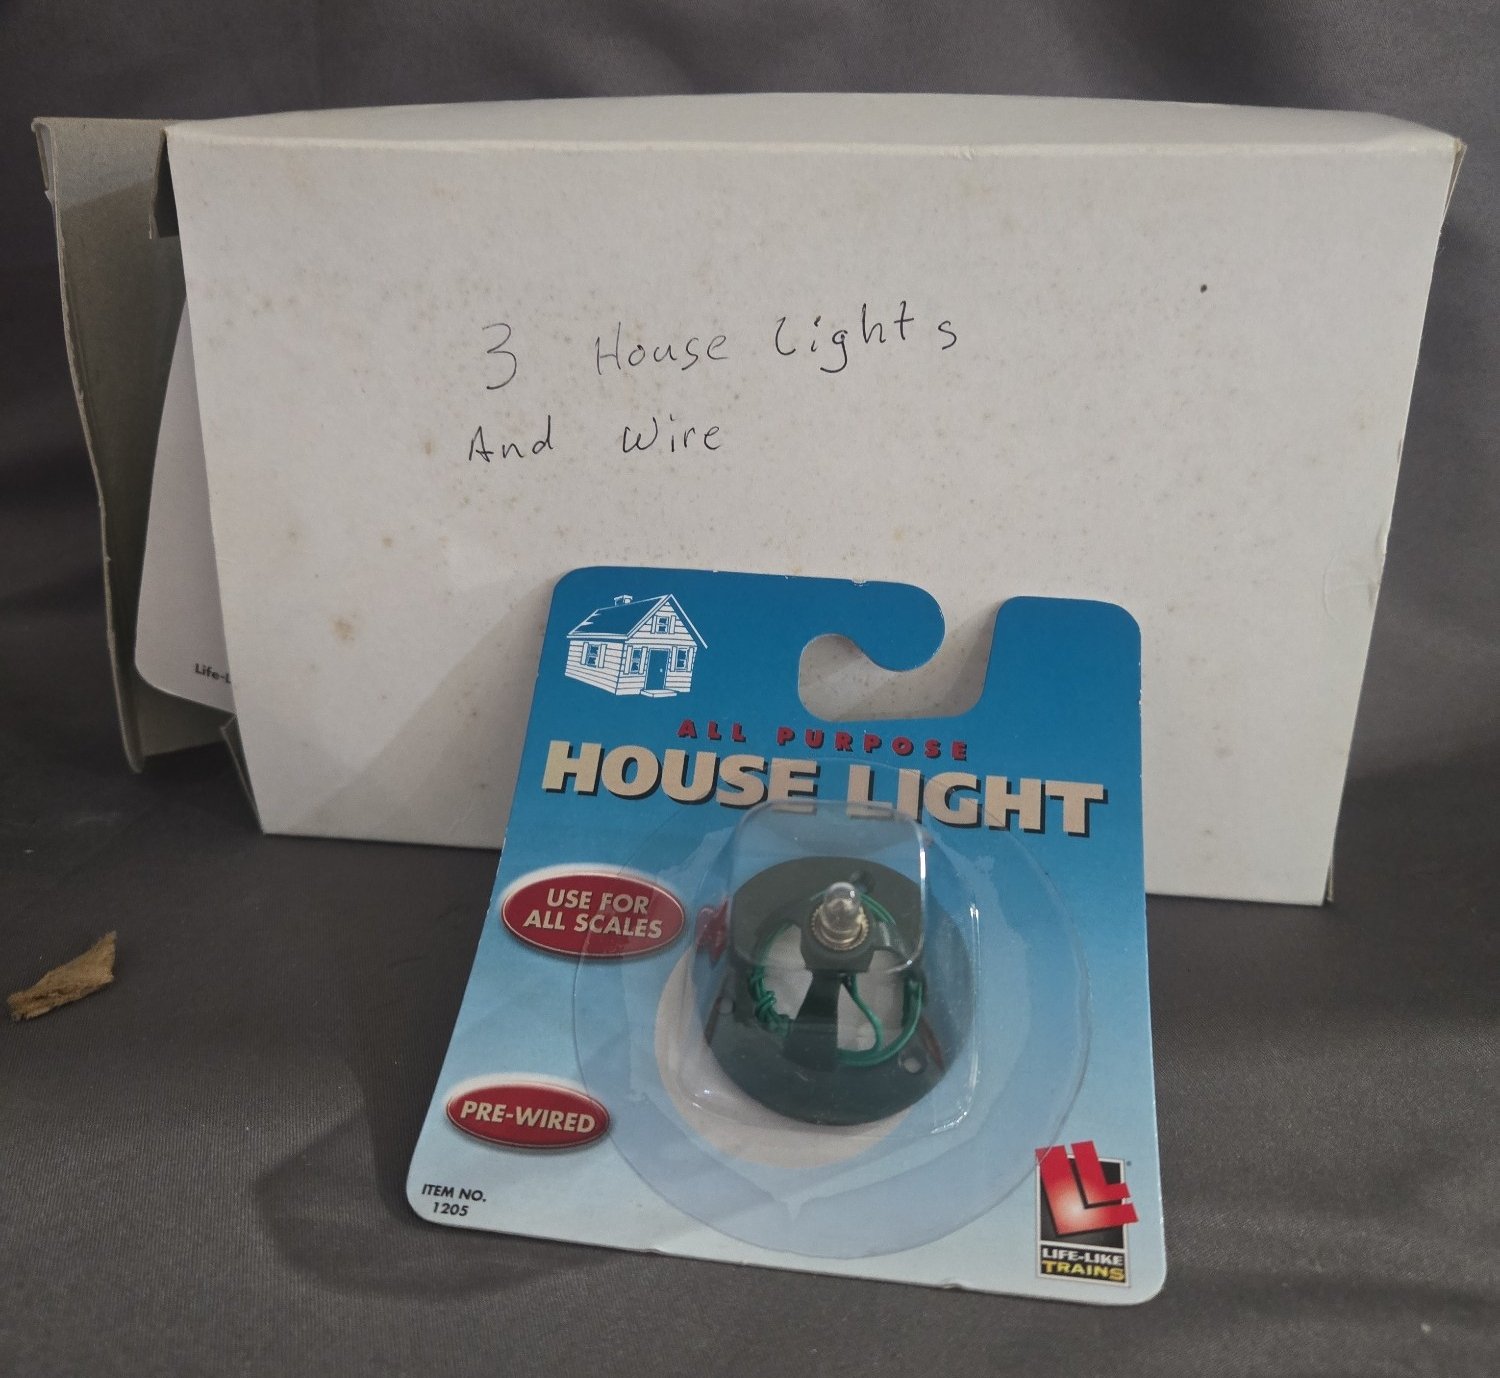 3 House Lights
And Wire
Life-L
ALL PURPOSE
HOUSE LIGHT
USE FOR
ALL SCALES
PRE-WIRED
ITEM NO.
1205
LIFE-LIKE
TRAINS